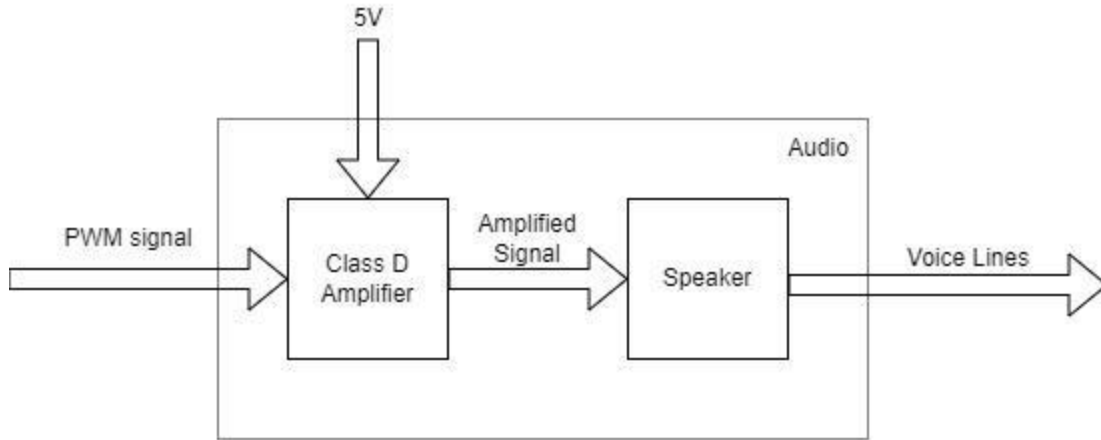 5V
Audio
PWM signal
Class D
Amplifier
Amplified
Signal
Speaker
Voice Lines